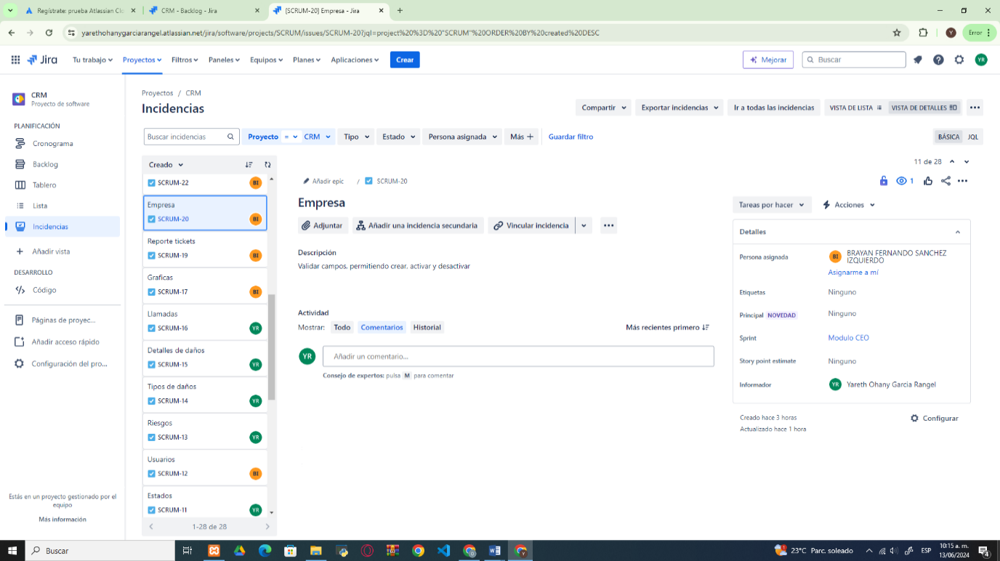 Regístrate: prueba Atlassian Clo
CRM - Backlog - Jira
[SCRUM-20] Empresa - Jira
yarethohanygarciarangel.atlassian.net/jira/software/projects/SCRUM/issues/SCRUM-20?jql=project%20%3D%20"SCRUM"%20ORDER%20BY%20created%20DESC
Y
Error
Jira
Tu trabajo
Proyectos
Filtros
Paneles
Equipos
Planes
Aplicaciones
Crear
Mejorar
Buscar
YR
CRM
Proyecto de software
PLANIFICACIÓN
Cronograma
Backlog
Tablero
Lista
Incidencias
Añadir vista
DESARROLLO
Código
Páginas de proyec...
Añadir acceso rápido
Configuración del pro...
Estás en un proyecto gestionado por el
equipo
Más información
Proyectos / CRM
Incidencias
Compartir
Exportar incidencias
Ir a todas las incidencias
VISTA DE LISTA
VISTA DE DETALLES
Buscar incidencias
Proyecto = CRM
Tipo
Estado
Persona asignada
Más +
Guardar filtro
BÁSICA
JQL
Creado
SCRUM-22
BI
Empresa
SCRUM-20
BI
Reporte tickets
SCRUM-19
BI
Graficas
SCRUM-17
BI
Llamadas
SCRUM-16
YR
Detalles de daños
SCRUM-15
YR
Tipos de daños
SCRUM-14
YR
Riesgos
SCRUM-13
YR
Usuarios
SCRUM-12
BI
Estados
SCRUM-11
YR
1-28 de 28
11 de 28
Añadir epic / SCRUM-20
1
Empresa
Adjuntar
Añadir una incidencia secundaria
Vincular incidencia
Descripción
Validar campos, permitiendo crear, activar y desactivar
Actividad
Mostrar:
Todo
Comentarios
Historial
Más recientes primero
YR
Añadir un comentario...
Consejo de expertos: pulsa M para comentar
Tareas por hacer
Acciones
Detalles
Persona asignada
BI
BRAYAN FERNANDO SANCHEZ
IZQUIERDO
Asignarme a mí
Etiquetas
Ninguno
Principal NOVEDAD
Ninguno
Sprint
Modulo CEO
Story point estimate
Ninguno
Informador
YR
Yareth Ohany Garcia Rangel
Creado hace 3 horas
Actualizado hace 1 hora
Configurar
Buscar
23°C Parc. soleado
ESP
10:15 a. m.
13/06/2024
4